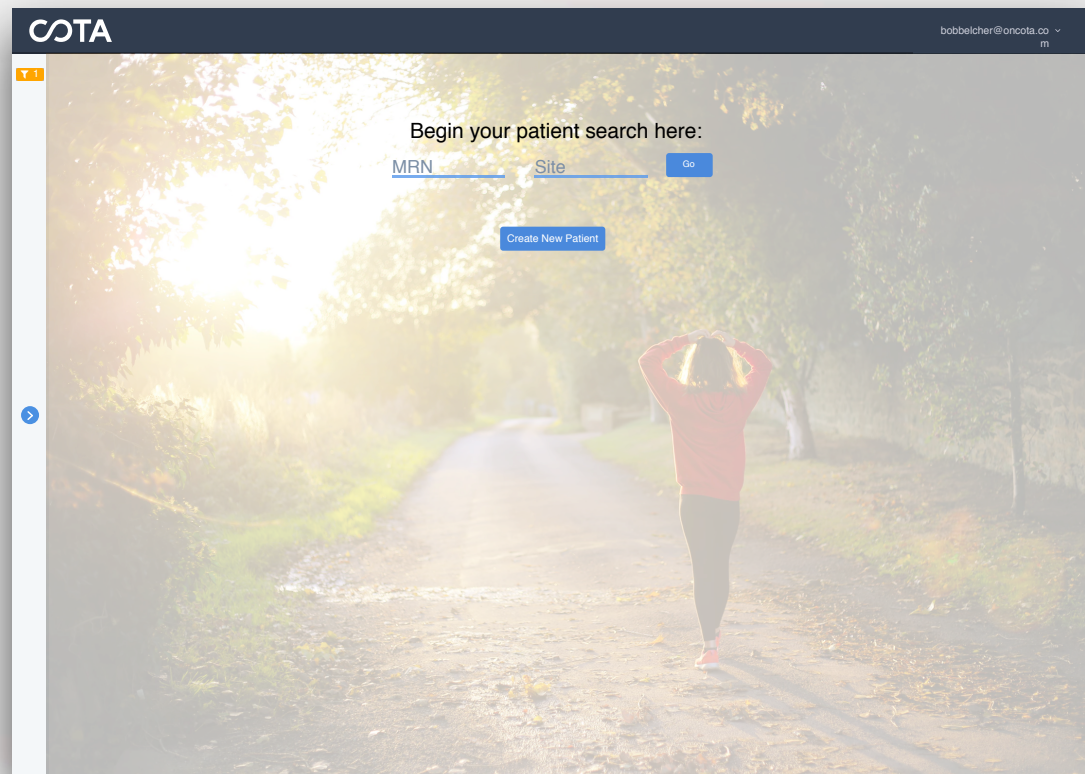 COTA
bobbelcher@oncota.co
m
1
Begin your patient search here:
MRN Site Go
Create New Patient